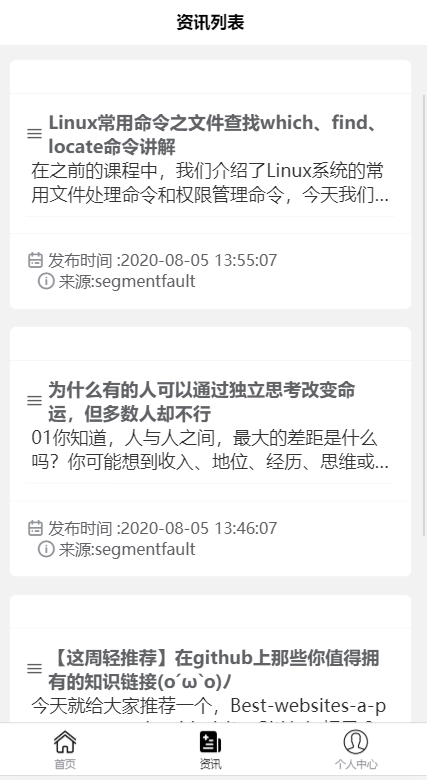 资讯列表
Linux常用命令之文件查找which、find、
locate命令讲解
在之前的课程中，我们介绍了Linux系统的常
用文件处理命令和权限管理命令，今天我们...
发布时间 :2020-08-05 13:55:07
来源:segmentfault
为什么有的人可以通过独立思考改变命
运，但多数人却不行
01你知道，人与人之间，最大的差距是什么
吗？你可能想到收入、地位、经历、思维或...
发布时间 :2020-08-05 13:46:07
来源:segmentfault
【这周轻推荐】在github上那些你值得拥
有的知识链接(o´ω`o)ﾉ
今天就给大家推荐一个，Best-websites-a-p
首页
资讯
个人中心